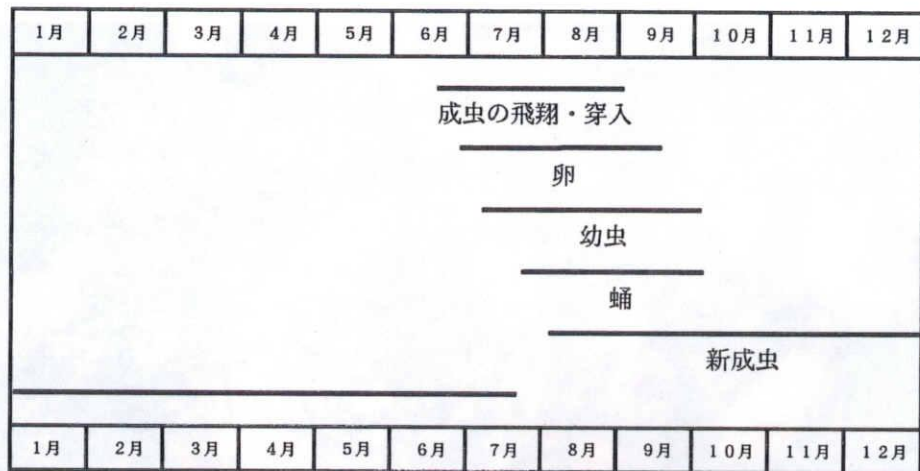 1月 2月 3月 4月 5月 6月 7月 8月 9月 10月 11月 12月
成虫の飛翔・穿入
卵
幼虫
蛹
新成虫
1月 2月 3月 4月 5月 6月 7月 8月 9月 10月 11月 12月